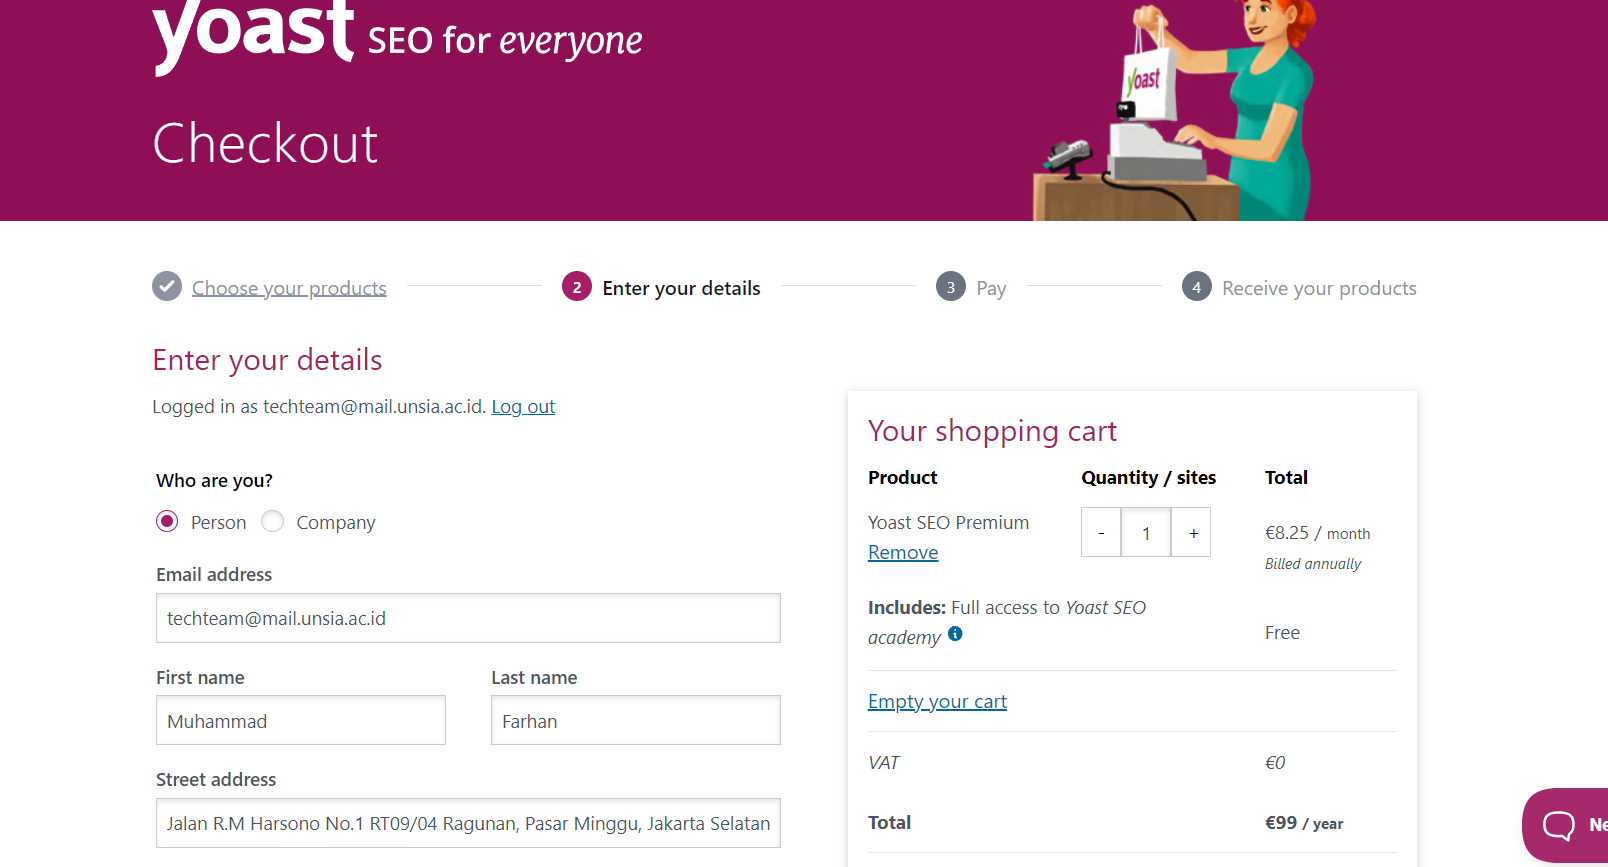 yoast SEO for everyone
yoast
Checkout
Choose your products
2 Enter your details
3 Pay
4 Receive your products
Enter your details
Logged in as techteam@mail.unsia.ac.id. Log out
Who are you?
Person Company
Email address
techteam@mail.unsia.ac.id
First name Last name
Muhammad Farhan
Street address
Jalan R.M Harsono No.1 RT09/04 Ragunan, Pasar Minggu, Jakarta Selatan
Your shopping cart
Product Quantity / sites Total
Yoast SEO Premium - 1 + €8.25 / month
Remove Billed annually
Includes: Full access to Yoast SEO
academy i Free
Empty your cart
VAT €0
Total €99 / year